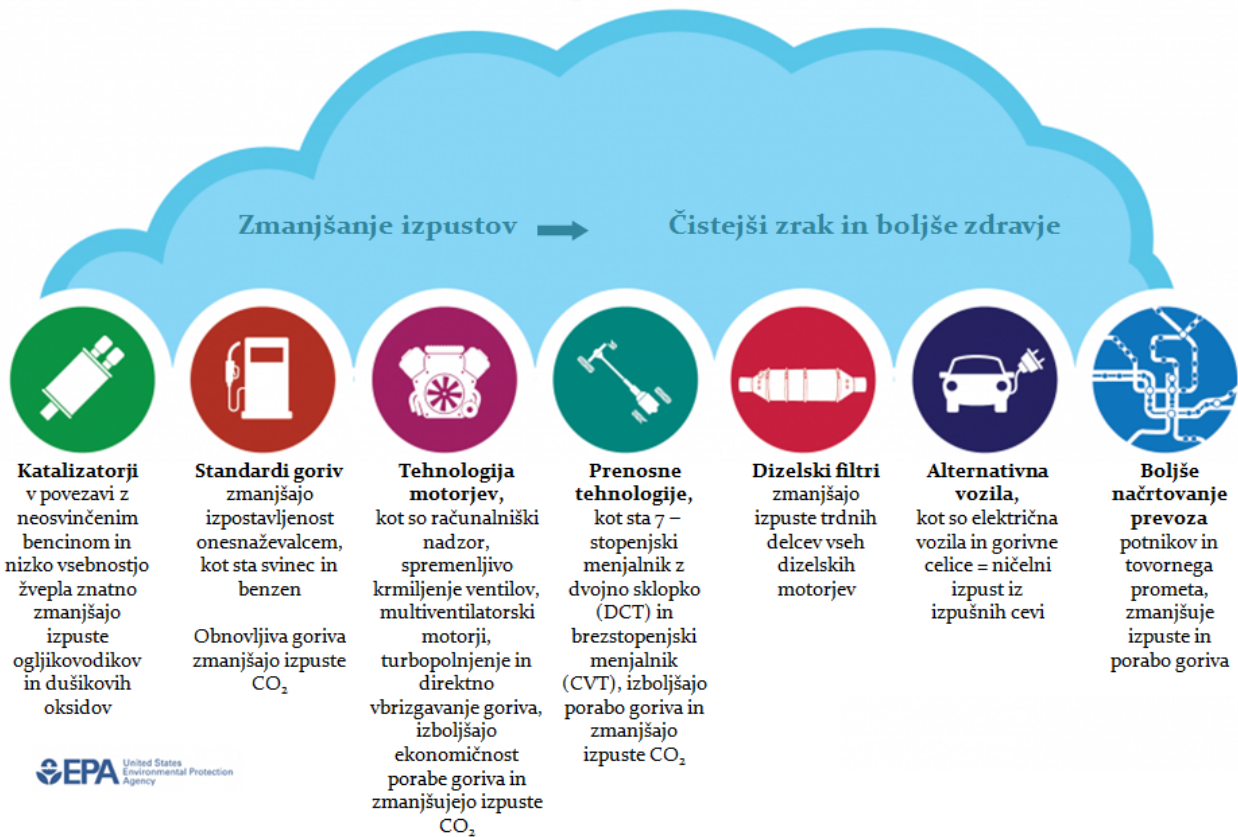 Zmanjšanje izpustov
Čistejši zrak in boljše zdravje
Katalizatorji
v povezavi z
neosvinčenim
bencinom in
nizko vsebnostjo
žvepla znatno
zmanjšajo
izpuste
ogljikovodikov
in dušikovih
oksidov
Standardi goriv
zmanjšajo
izpostavljenost
onesnaževalcem,
kot sta svinec in
benzen
Obnovljiva goriva
zmanjšajo izpuste
CO₂
Tehnologija
motorjev,
kot so računalniški
nadzor,
spremenljivo
krmiljenje ventilov,
multiventilatorski
motorji,
turbopolnjenje in
direktno
vbrizgavanje goriva,
izboljšajo
ekonomičnost
porabe goriva in
zmanjšujejo izpuste
CO₂
Prenosne
tehnologije,
kot sta 7 –
stopenjski
menjalnik z
dvojno sklopko
(DCT) in
brezstopenjski
menjalnik
(CVT), izboljšajo
porabo goriva in
zmanjšajo
izpuste CO₂
Dizelski filtri
zmanjšajo
izpuste trdnih
delcev vseh
dizelskih
motorjev
Alternativna
vozila,
kot so električna
vozila in gorivne
celice = ničelni
izpust iz
izpušnih cevi
Boljše
načrtovanje
prevoza
potnikov in
tovornega
prometa,
zmanjšuje
izpuste in
porabo goriva
EPA
United States
Environmental Protection
Agency